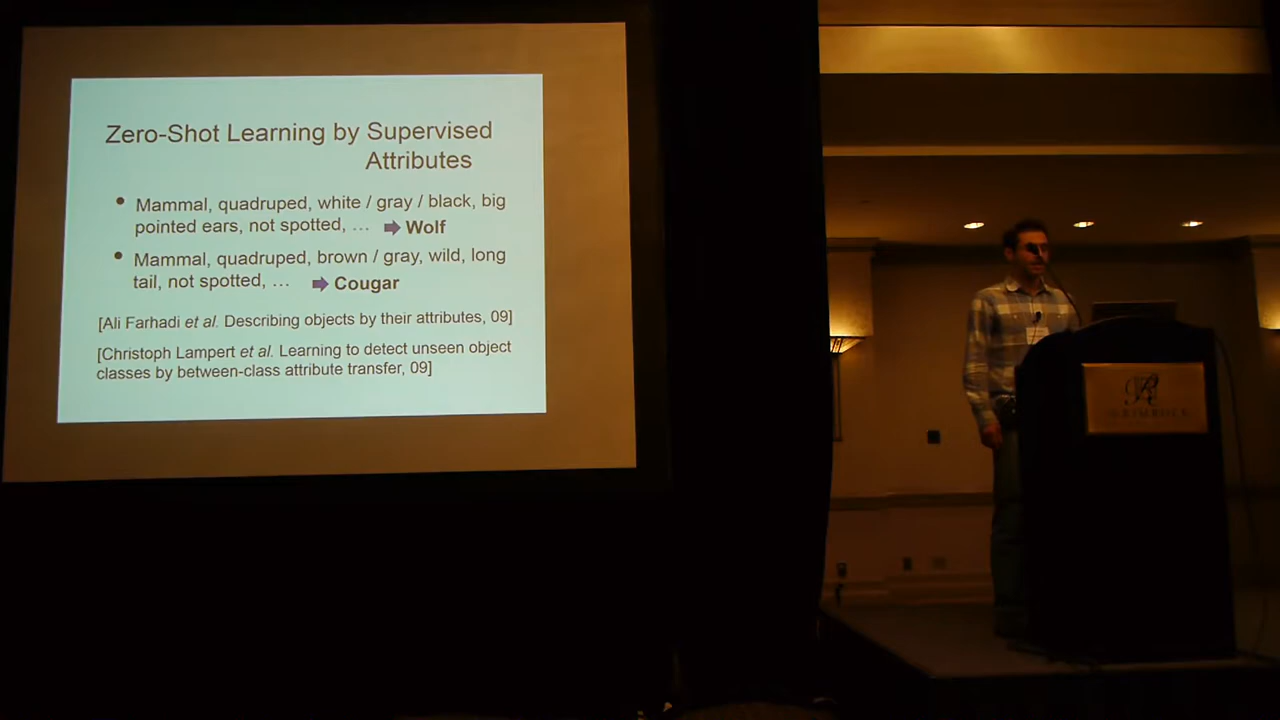 Zero-Shot Learning by Supervised
Attributes
• Mammal, quadruped, white / gray / black, big
pointed ears, not spotted, … ➡ Wolf
• Mammal, quadruped, brown / gray, wild, long
tail, not spotted, … ➡ Cougar
[Ali Farhadi et al. Describing objects by their attributes, 09]
[Christoph Lampert et al. Learning to detect unseen object
classes by between-class attribute transfer, 09]